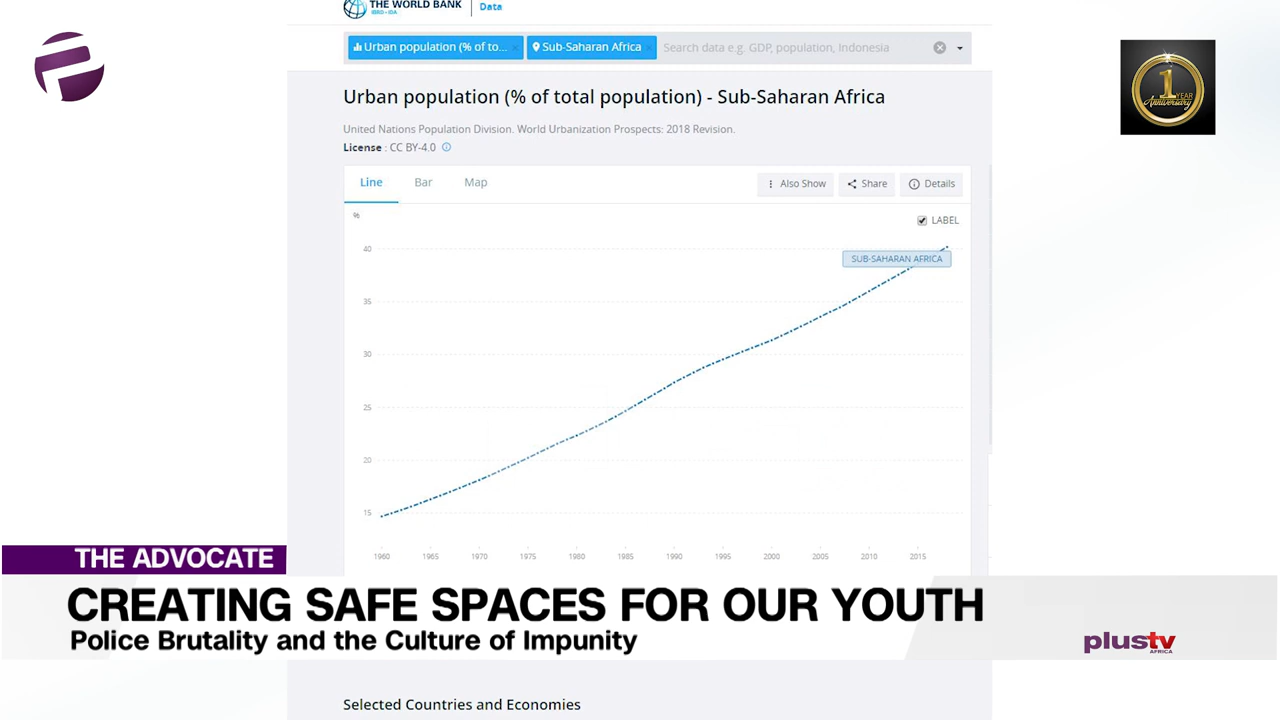 THE WORLD BANK
IBRD • IDA
Data
Urban population (% of to... ×
Sub-Saharan Africa ×
Search data e.g. GDP, population, Indonesia
Urban population (% of total population) - Sub-Saharan Africa
United Nations Population Division. World Urbanization Prospects: 2018 Revision.
License : CC BY-4.0
Line
Bar
Map
Also Show
Share
Details
%
LABEL
40
SUB-SAHARAN AFRICA
35
30
25
20
15
1960 1965 1970 1975 1980 1985 1990 1995 2000 2005 2010 2015
1 YEAR
Anniversary
THE ADVOCATE
CREATING SAFE SPACES FOR OUR YOUTH
Police Brutality and the Culture of Impunity
plustv
AFRICA
Selected Countries and Economies